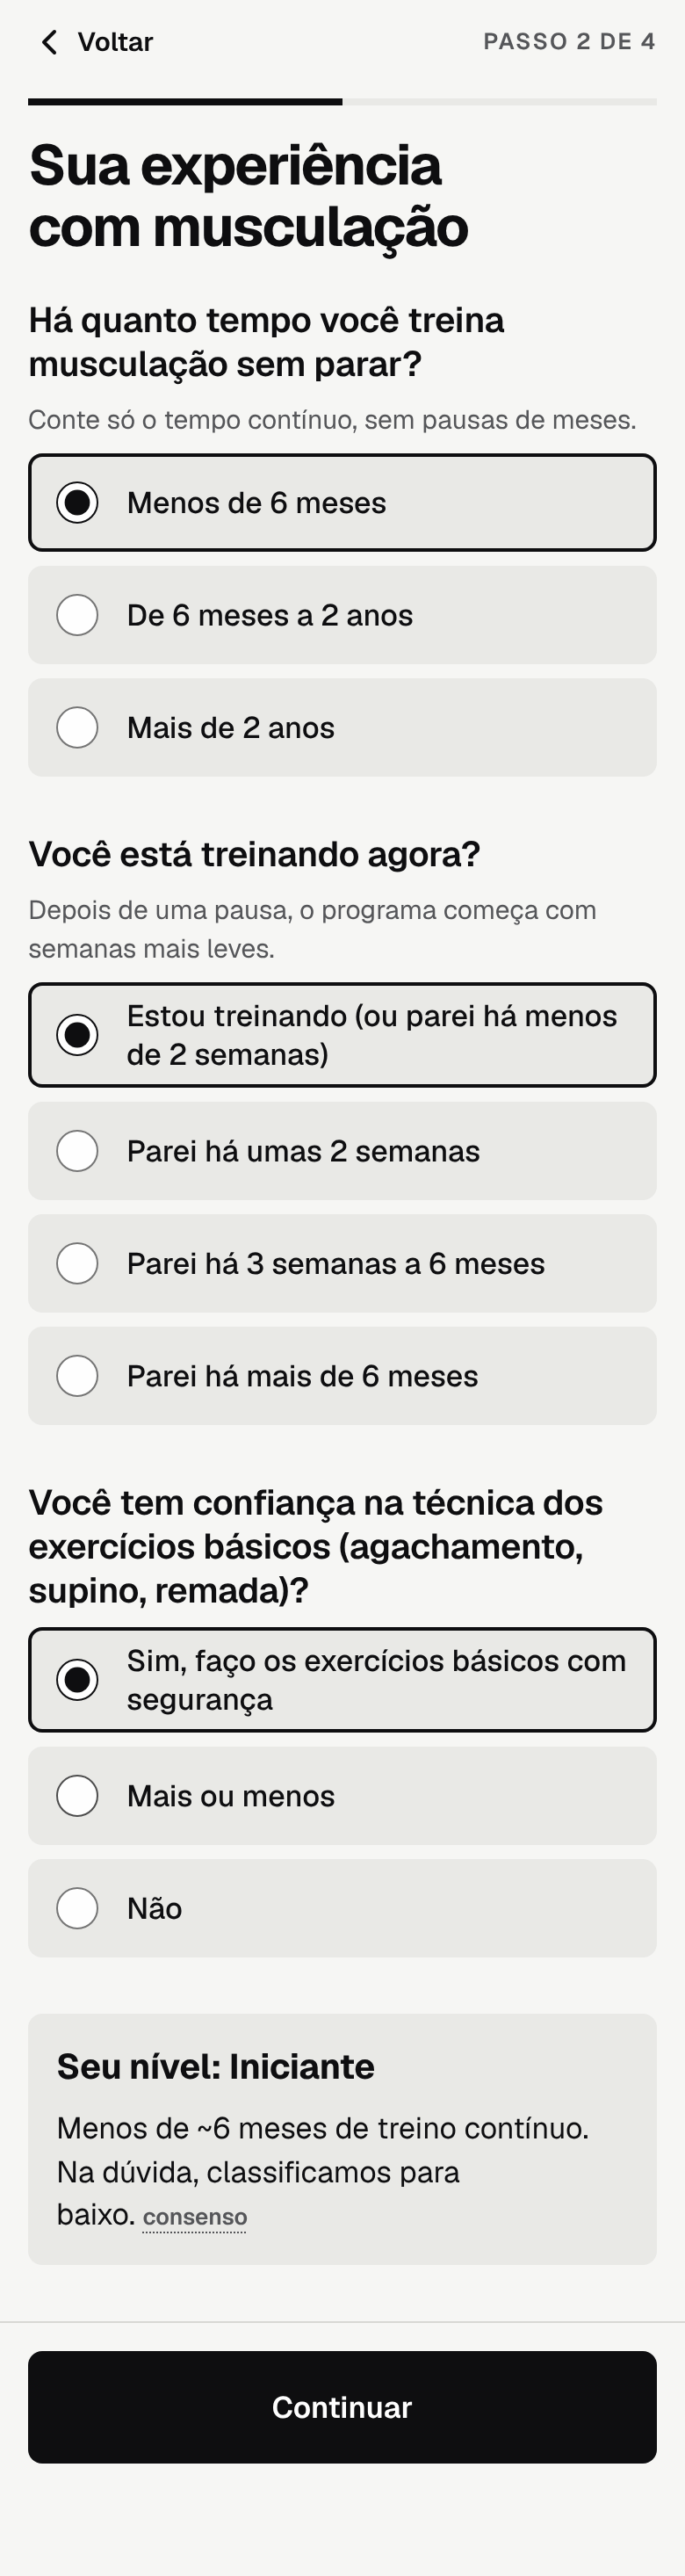 Voltar
PASSO 2 DE 4
Sua experiência
com musculação
Há quanto tempo você treina
musculação sem parar?
Conte só o tempo contínuo, sem pausas de meses.
Menos de 6 meses
De 6 meses a 2 anos
Mais de 2 anos
Você está treinando agora?
Depois de uma pausa, o programa começa com
semanas mais leves.
Estou treinando (ou parei há menos
de 2 semanas)
Parei há umas 2 semanas
Parei há 3 semanas a 6 meses
Parei há mais de 6 meses
Você tem confiança na técnica dos
exercícios básicos (agachamento,
supino, remada)?
Sim, faço os exercícios básicos com
segurança
Mais ou menos
Não
Seu nível: Iniciante
Menos de ~6 meses de treino contínuo.
Na dúvida, classificamos para
baixo. consenso
Continuar